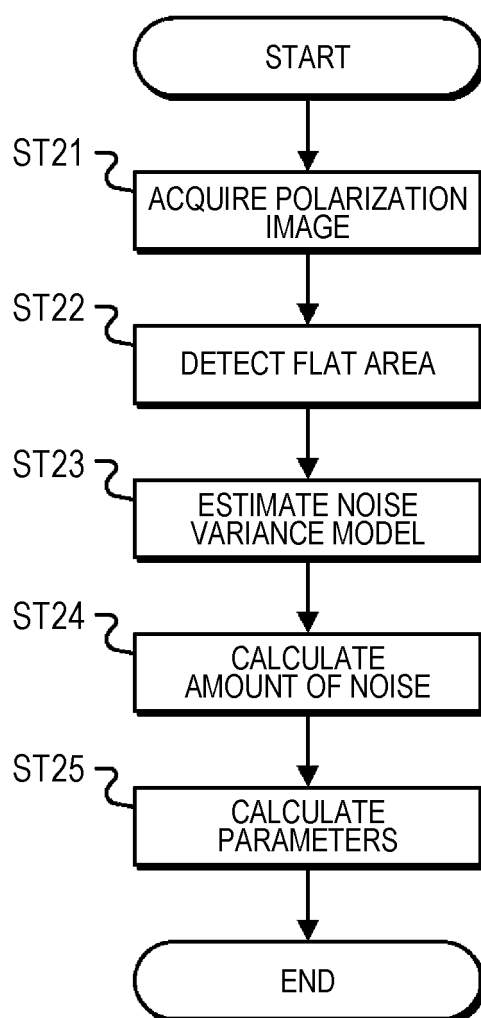 START
ST21
ACQUIRE POLARIZATION
IMAGE
ST22
DETECT FLAT AREA
ST23
ESTIMATE NOISE
VARIANCE MODEL
ST24
CALCULATE
AMOUNT OF NOISE
ST25
CALCULATE
PARAMETERS
END